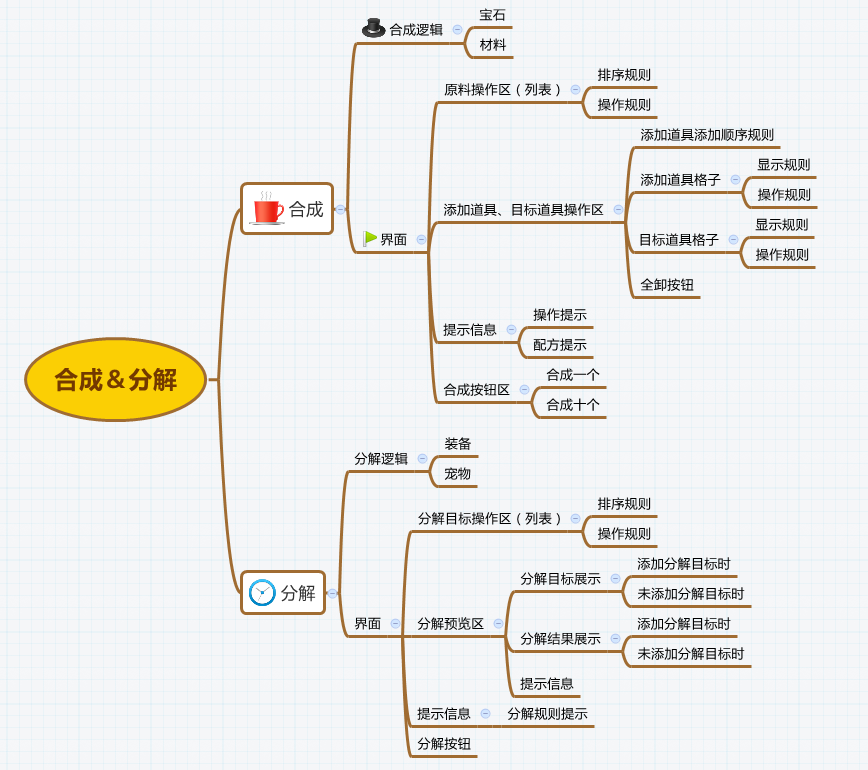 合成&分解
合成
合成逻辑
宝石
材料
界面
原料操作区（列表）
排序规则
操作规则
添加道具、目标道具操作区
添加道具添加顺序规则
添加道具格子
显示规则
操作规则
目标道具格子
显示规则
操作规则
全卸按钮
提示信息
操作提示
配方提示
合成按钮区
合成一个
合成十个
分解
分解逻辑
装备
宠物
界面
分解目标操作区（列表）
排序规则
操作规则
分解预览区
分解目标展示
添加分解目标时
未添加分解目标时
分解结果展示
添加分解目标时
未添加分解目标时
提示信息
提示信息
分解规则提示
分解按钮